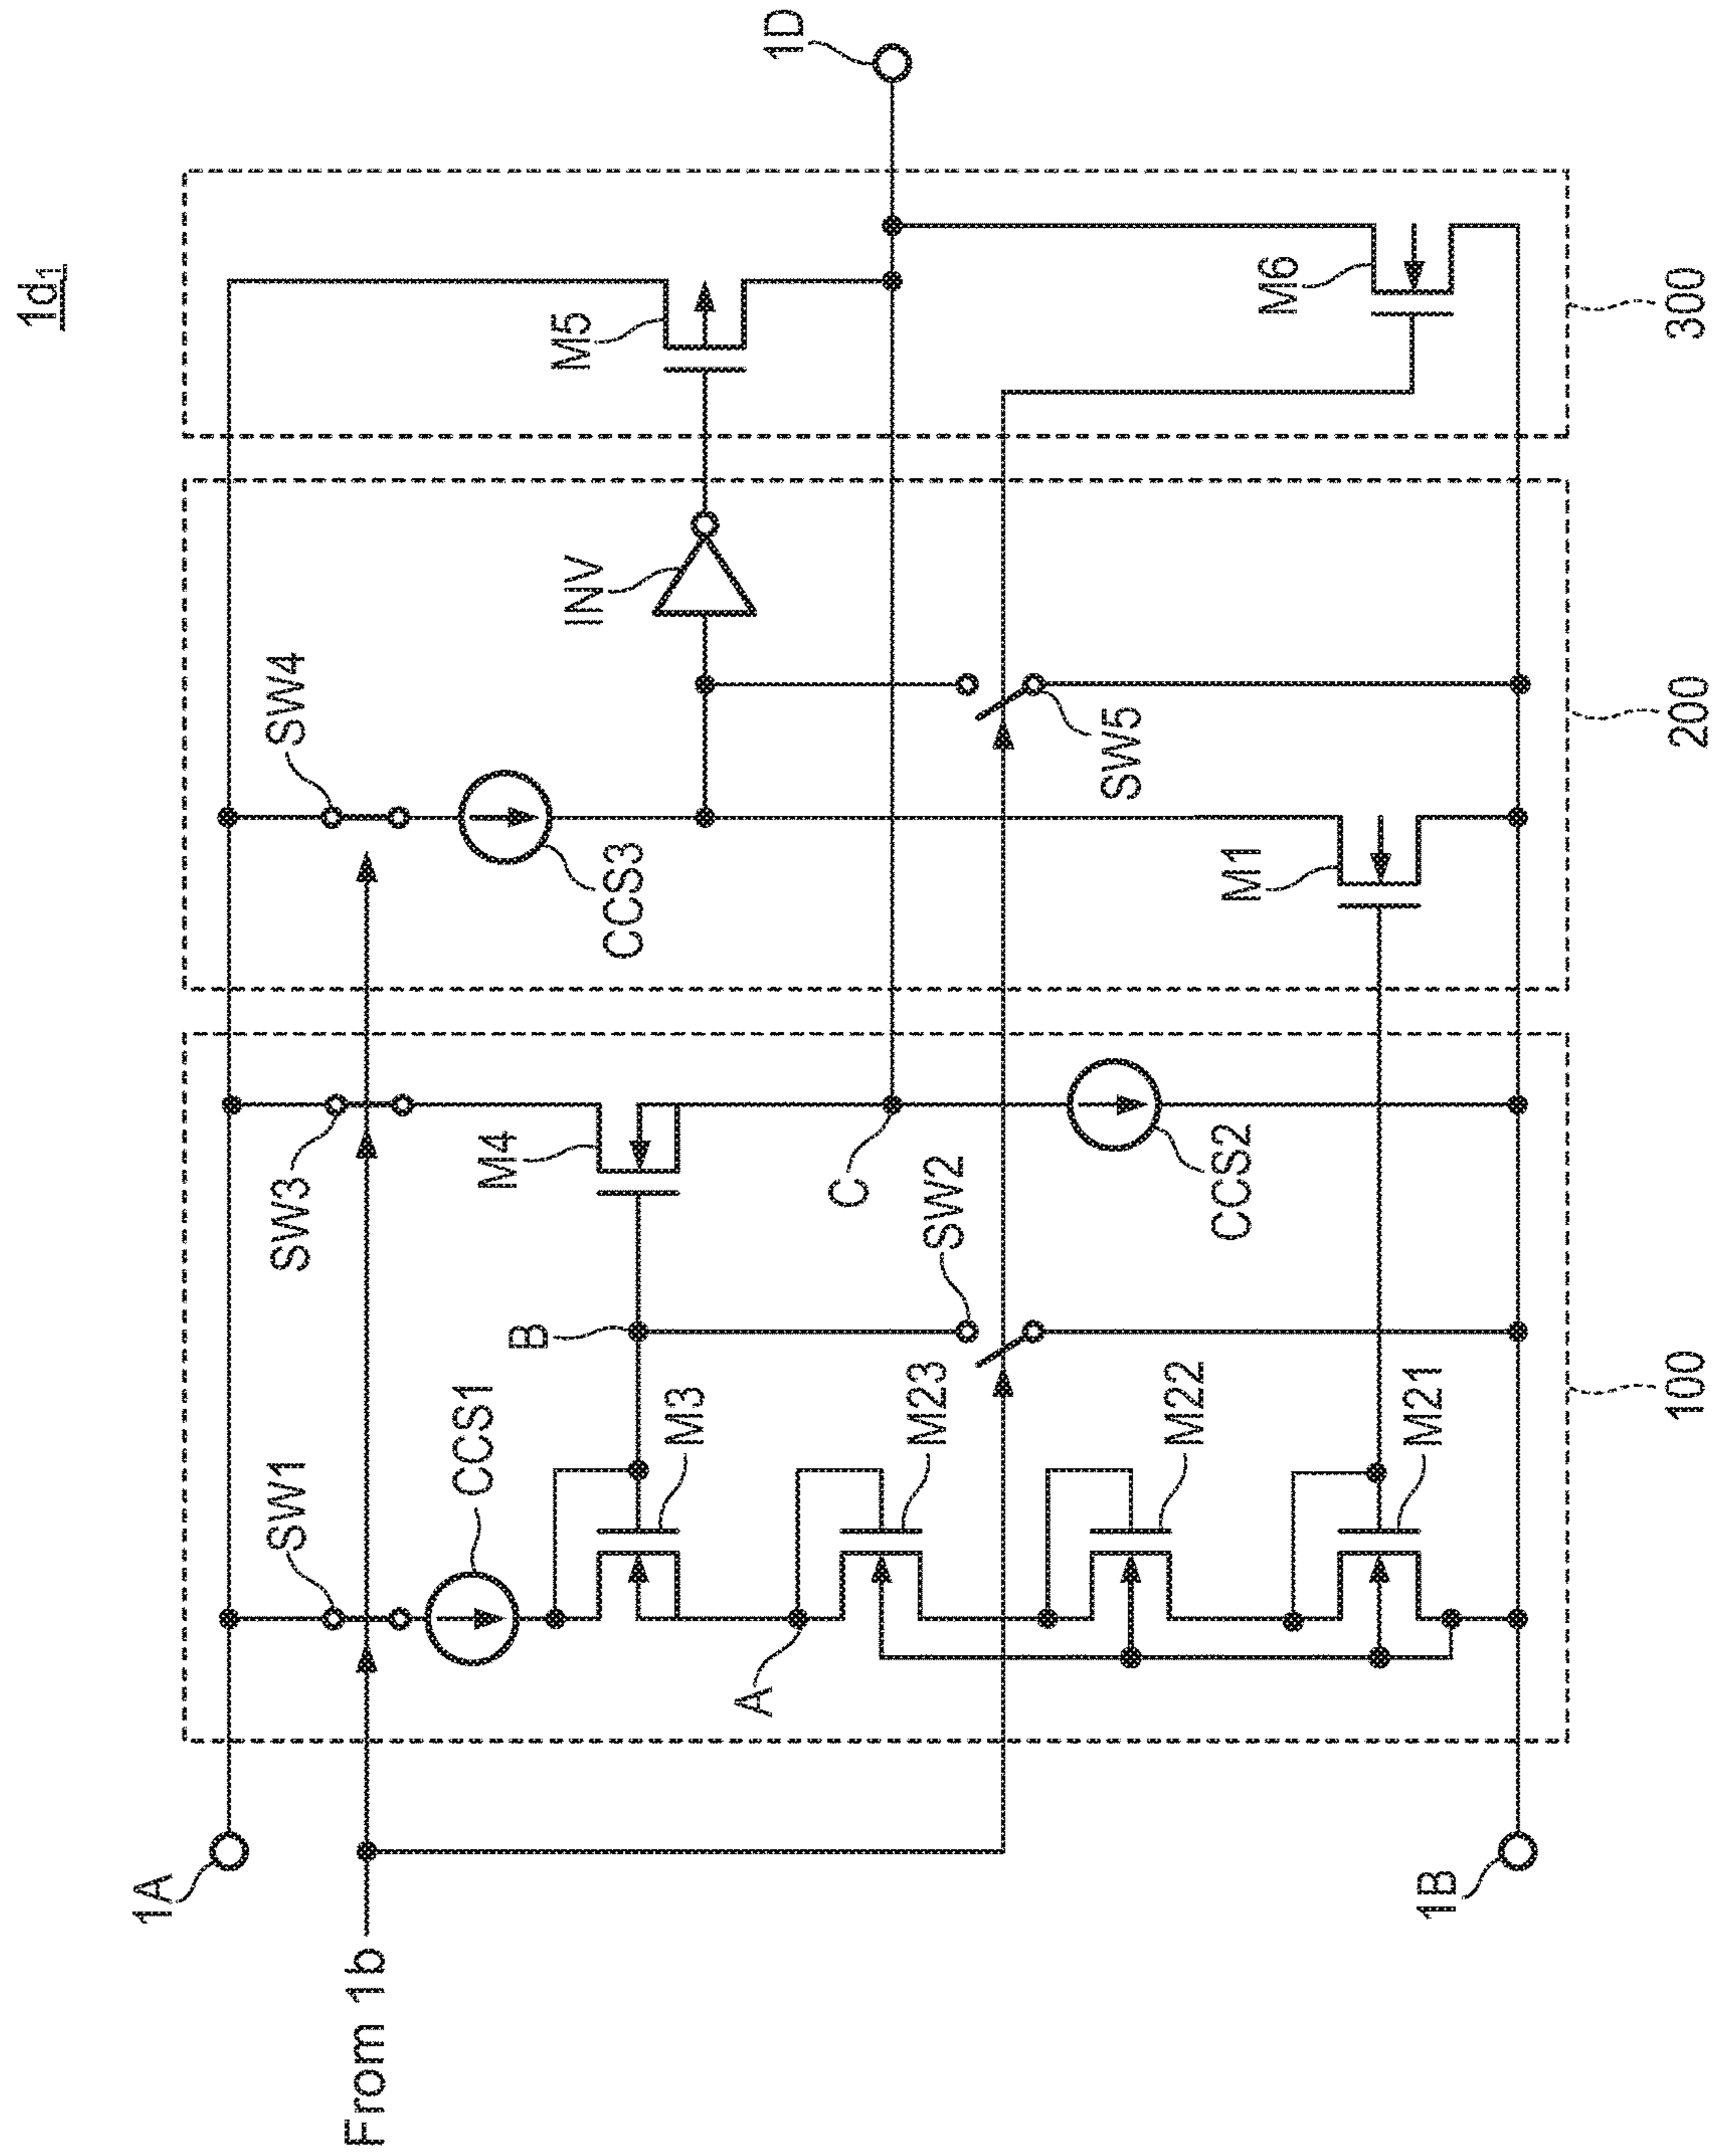 1d1
1A
From 1b
SW1
CCS1
M3
A
M23
M22
M21
B
SW2
SW3
M4
C
CCS2
100
SW4
CCS3
INV
SW5
M1
200
M5
M6
300
1D
1B